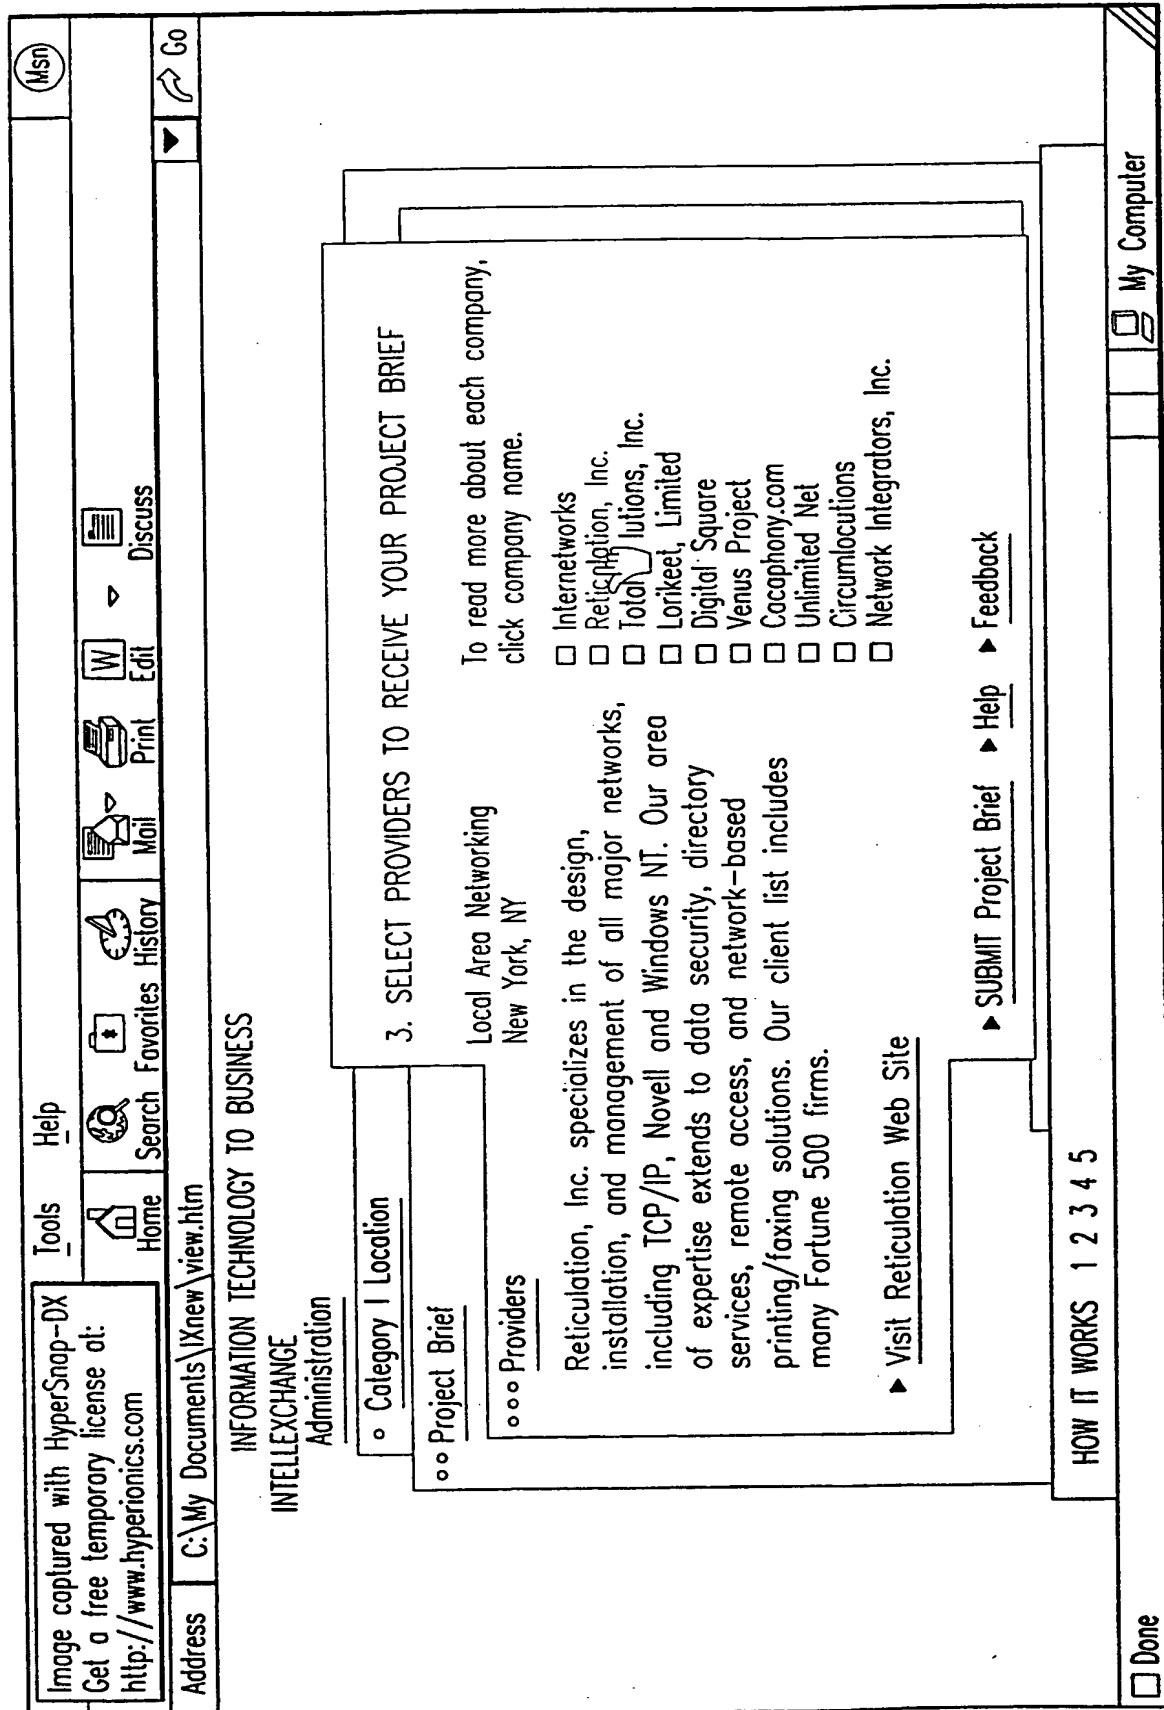 Image captured with HyperSnap-DX
Get a free temporary license at:
http://www.hyperionics.com
Tools Help
Msn
Home Search Favorites History Mail Print Edit Discuss
W
Address C:\My Documents\IXnew\view.htm Go
INFORMATION TECHNOLOGY TO BUSINESS
INTELLEXCHANGE
Administration
Category | Location
Project Brief
Providers
3. SELECT PROVIDERS TO RECEIVE YOUR PROJECT BRIEF
Local Area Networking
New York, NY
To read more about each company,
click company name.
Reticulation, Inc. specializes in the design,
installation, and management of all major networks,
including TCP/IP, Novell and Windows NT. Our area
of expertise extends to data security, directory
services, remote access, and network-based
printing/faxing solutions. Our client list includes
many Fortune 500 firms.
Internetworks
Reticulation, Inc.
Total lutions, Inc.
Lorikeet, Limited
Digital Square
Venus Project
Cacaphony.com
Unlimited Net
Circumlocutions
Network Integrators, Inc.
Visit Reticulation Web Site
SUBMIT Project Brief Help Feedback
HOW IT WORKS 1 2 3 4 5
Done My Computer